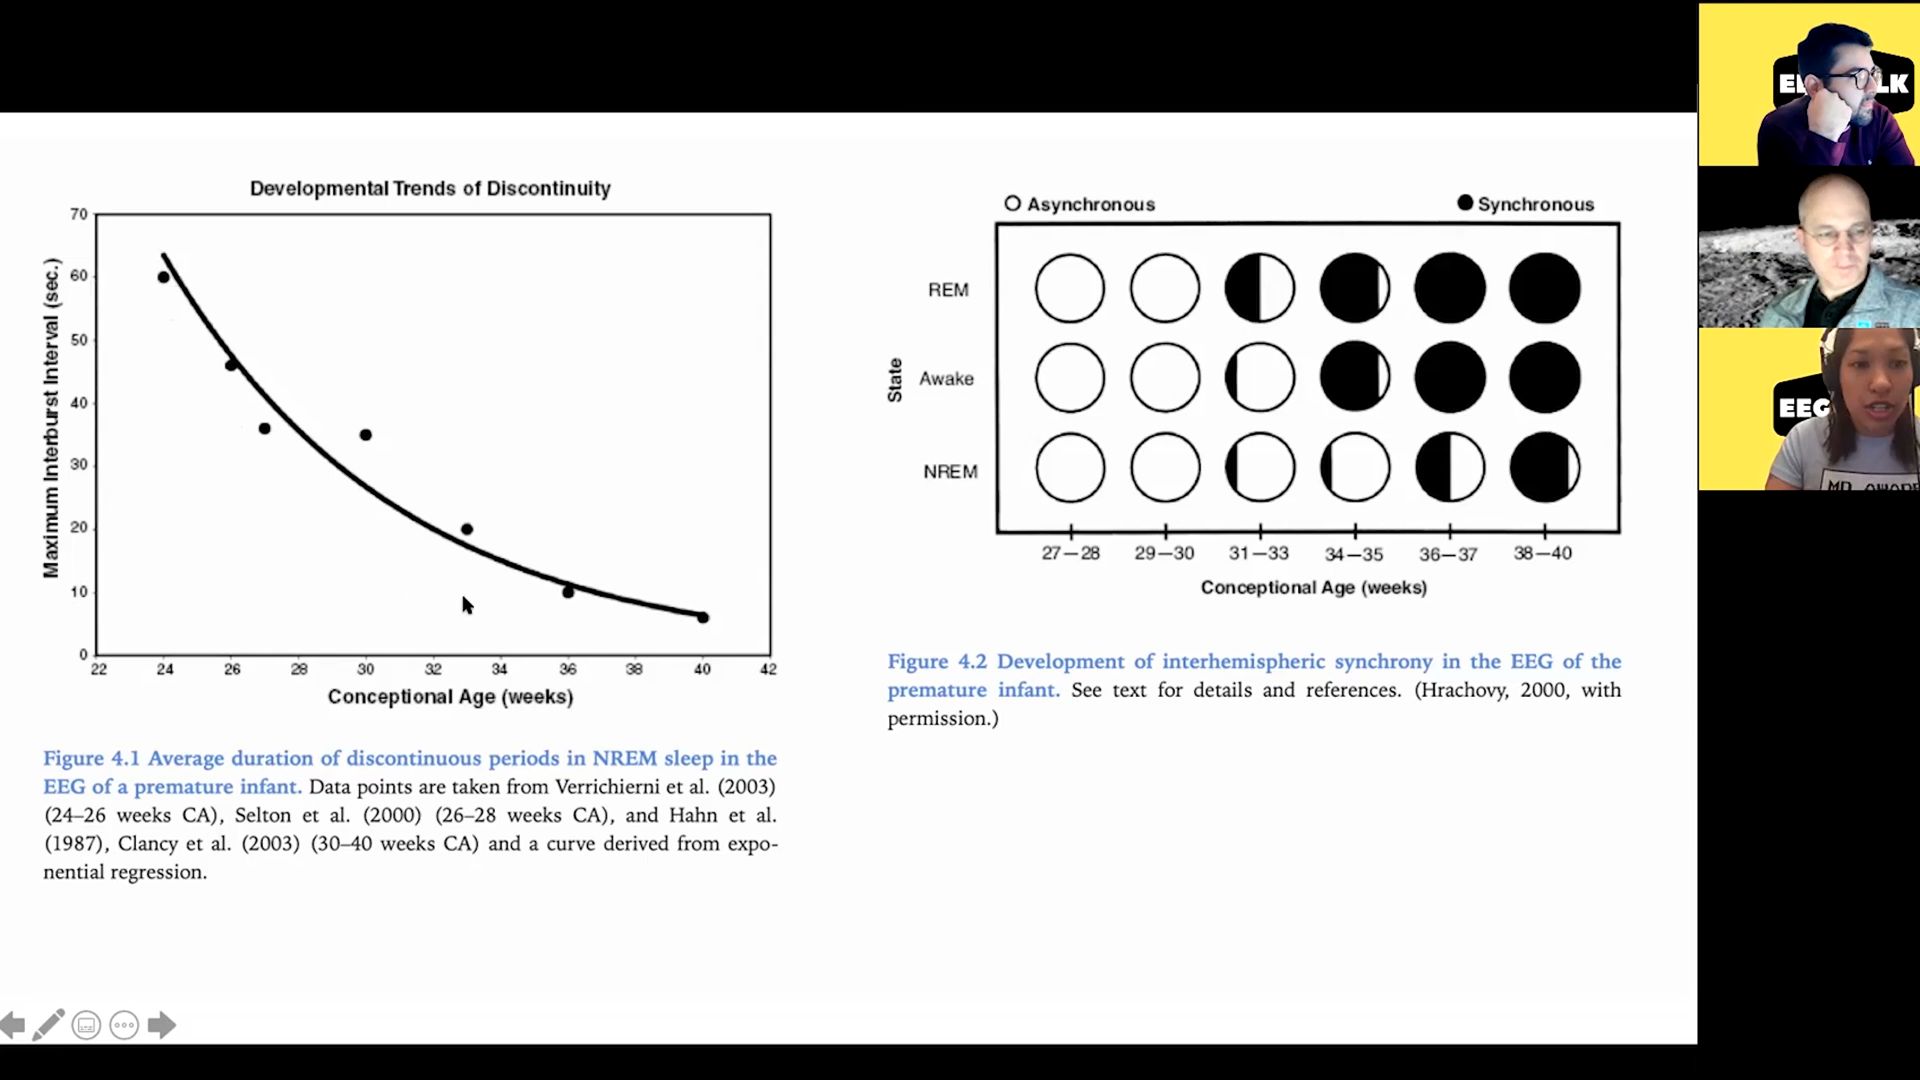 Developmental Trends of Discontinuity
Maximum Interburst Interval (sec.)
70
60
50
40
30
20
10
0
22 24 26 28 30 32 34 36 38 40 42
Conceptional Age (weeks)
Figure 4.1 Average duration of discontinuous periods in NREM sleep in the
EEG of a premature infant. Data points are taken from Verrichierni et al. (2003)
(24–26 weeks CA), Selton et al. (2000) (26–28 weeks CA), and Hahn et al.
(1987), Clancy et al. (2003) (30–40 weeks CA) and a curve derived from expo-
nential regression.
Asynchronous Synchronous
State
REM
Awake
NREM
27—28 29—30 31—33 34—35 36—37 38—40
Conceptional Age (weeks)
Figure 4.2 Development of interhemispheric synchrony in the EEG of the
premature infant. See text for details and references. (Hrachovy, 2000, with
permission.)
EEG